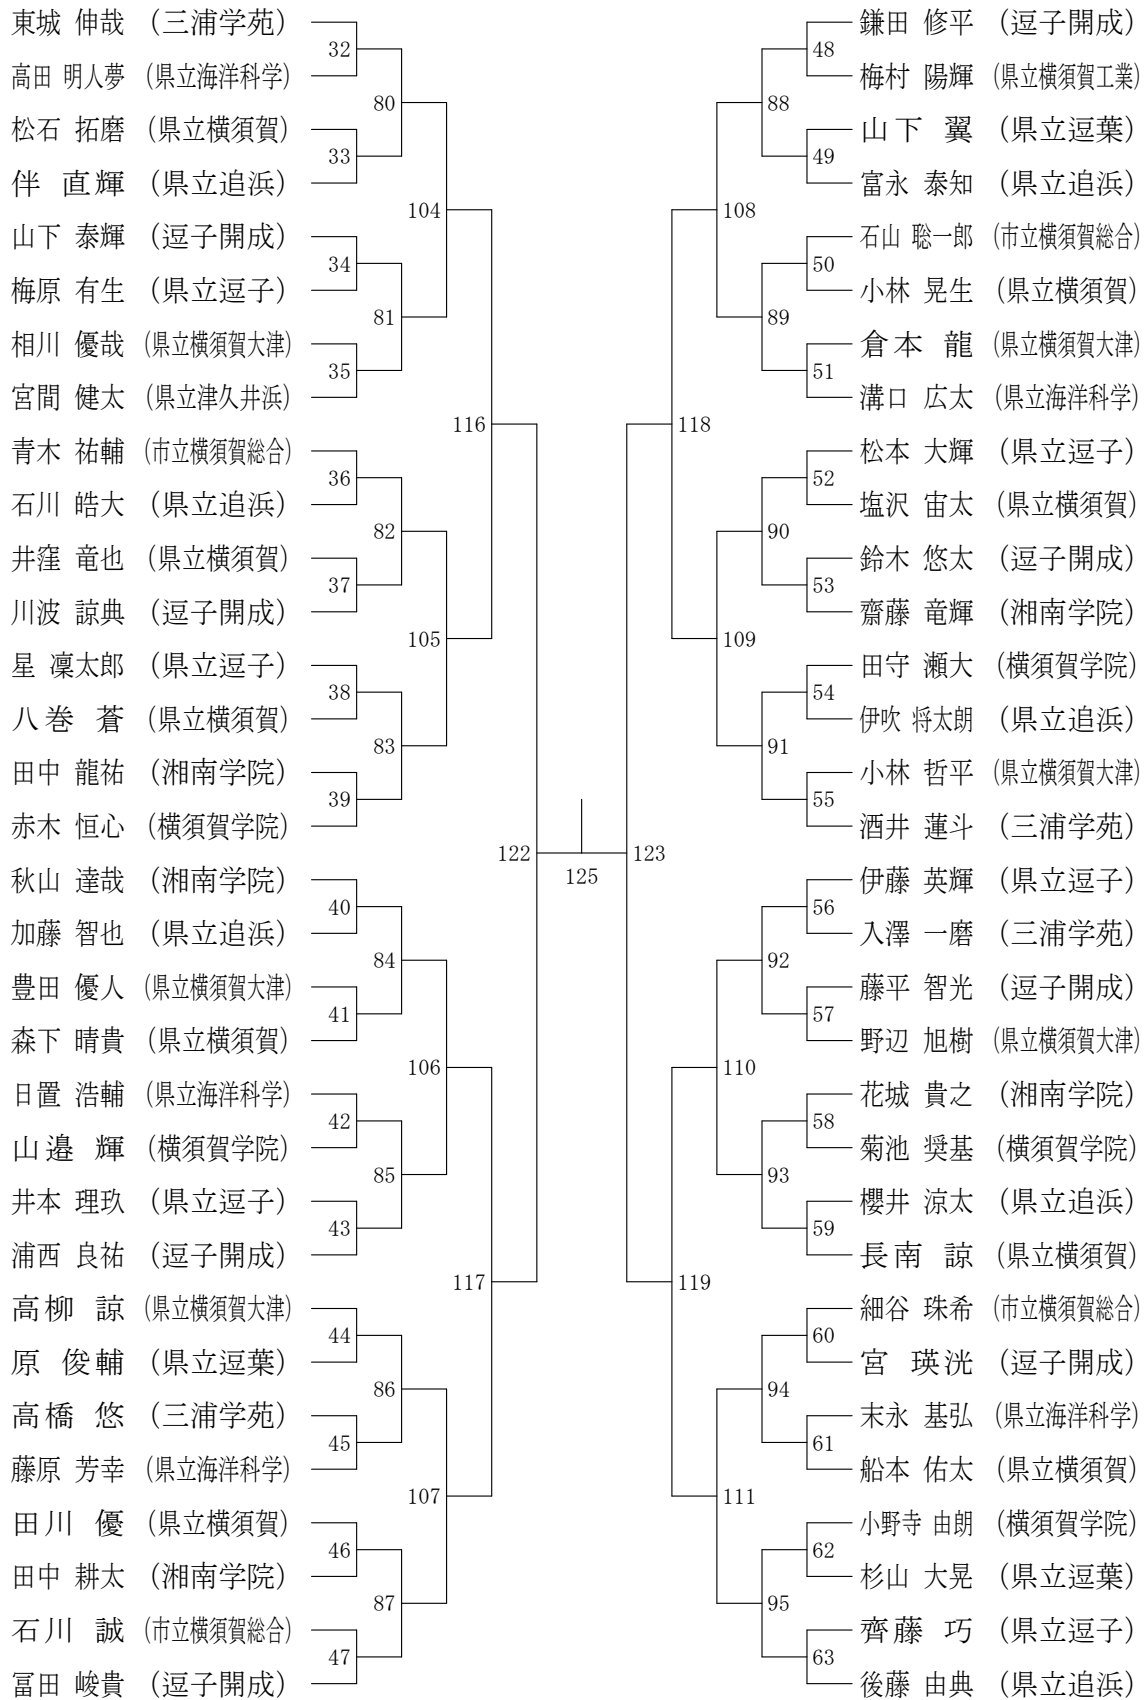 東城 伸哉 (三浦学苑)
高田 明人夢 (県立海洋科学)
松石 拓磨 (県立横須賀)
伴 直輝 (県立追浜)
山下 泰輝 (逗子開成)
梅原 有生 (県立逗子)
相川 優哉 (県立横須賀大津)
宮間 健太 (県立津久井浜)
青木 祐輔 (市立横須賀総合)
石川 皓大 (県立追浜)
井窪 竜也 (県立横須賀)
川波 諒典 (逗子開成)
星 凜太郎 (県立逗子)
八巻 蒼 (県立横須賀)
田中 龍祐 (湘南学院)
赤木 恒心 (横須賀学院)
秋山 達哉 (湘南学院)
加藤 智也 (県立追浜)
豊田 優人 (県立横須賀大津)
森下 晴貴 (県立横須賀)
日置 浩輔 (県立海洋科学)
山邉 輝 (横須賀学院)
井本 理玖 (県立逗子)
浦西 良祐 (逗子開成)
高柳 諒 (県立横須賀大津)
原 俊輔 (県立逗葉)
高橋 悠 (三浦学苑)
藤原 芳幸 (県立海洋科学)
田川 優 (県立横須賀)
田中 耕太 (湘南学院)
石川 誠 (市立横須賀総合)
冨田 峻貴 (逗子開成)
32
33
34
35
36
37
38
39
40
41
42
43
44
45
46
47
80
81
82
83
84
85
86
87
104
105
106
107
116
117
122
125
123
118
119
108
109
110
111
88
89
90
91
92
93
94
95
48
49
50
51
52
53
54
55
56
57
58
59
60
61
62
63
鎌田 修平 (逗子開成)
梅村 陽輝 (県立横須賀工業)
山下 翼 (県立逗葉)
富永 泰知 (県立追浜)
石山 聡一郎 (市立横須賀総合)
小林 晃生 (県立横須賀)
倉本 龍 (県立横須賀大津)
溝口 広太 (県立海洋科学)
松本 大輝 (県立逗子)
塩沢 宙太 (県立横須賀)
鈴木 悠太 (逗子開成)
齋藤 竜輝 (湘南学院)
田守 瀬大 (横須賀学院)
伊吹 将太朗 (県立追浜)
小林 哲平 (県立横須賀大津)
酒井 蓮斗 (三浦学苑)
伊藤 英輝 (県立逗子)
入澤 一磨 (三浦学苑)
藤平 智光 (逗子開成)
野辺 旭樹 (県立横須賀大津)
花城 貴之 (湘南学院)
菊池 奨基 (横須賀学院)
櫻井 涼太 (県立追浜)
長南 諒 (県立横須賀)
細谷 珠希 (市立横須賀総合)
宮 瑛洸 (逗子開成)
末永 基弘 (県立海洋科学)
船本 佑太 (県立横須賀)
小野寺 由朗 (横須賀学院)
杉山 大晃 (県立逗葉)
齊藤 巧 (県立逗子)
後藤 由典 (県立追浜)